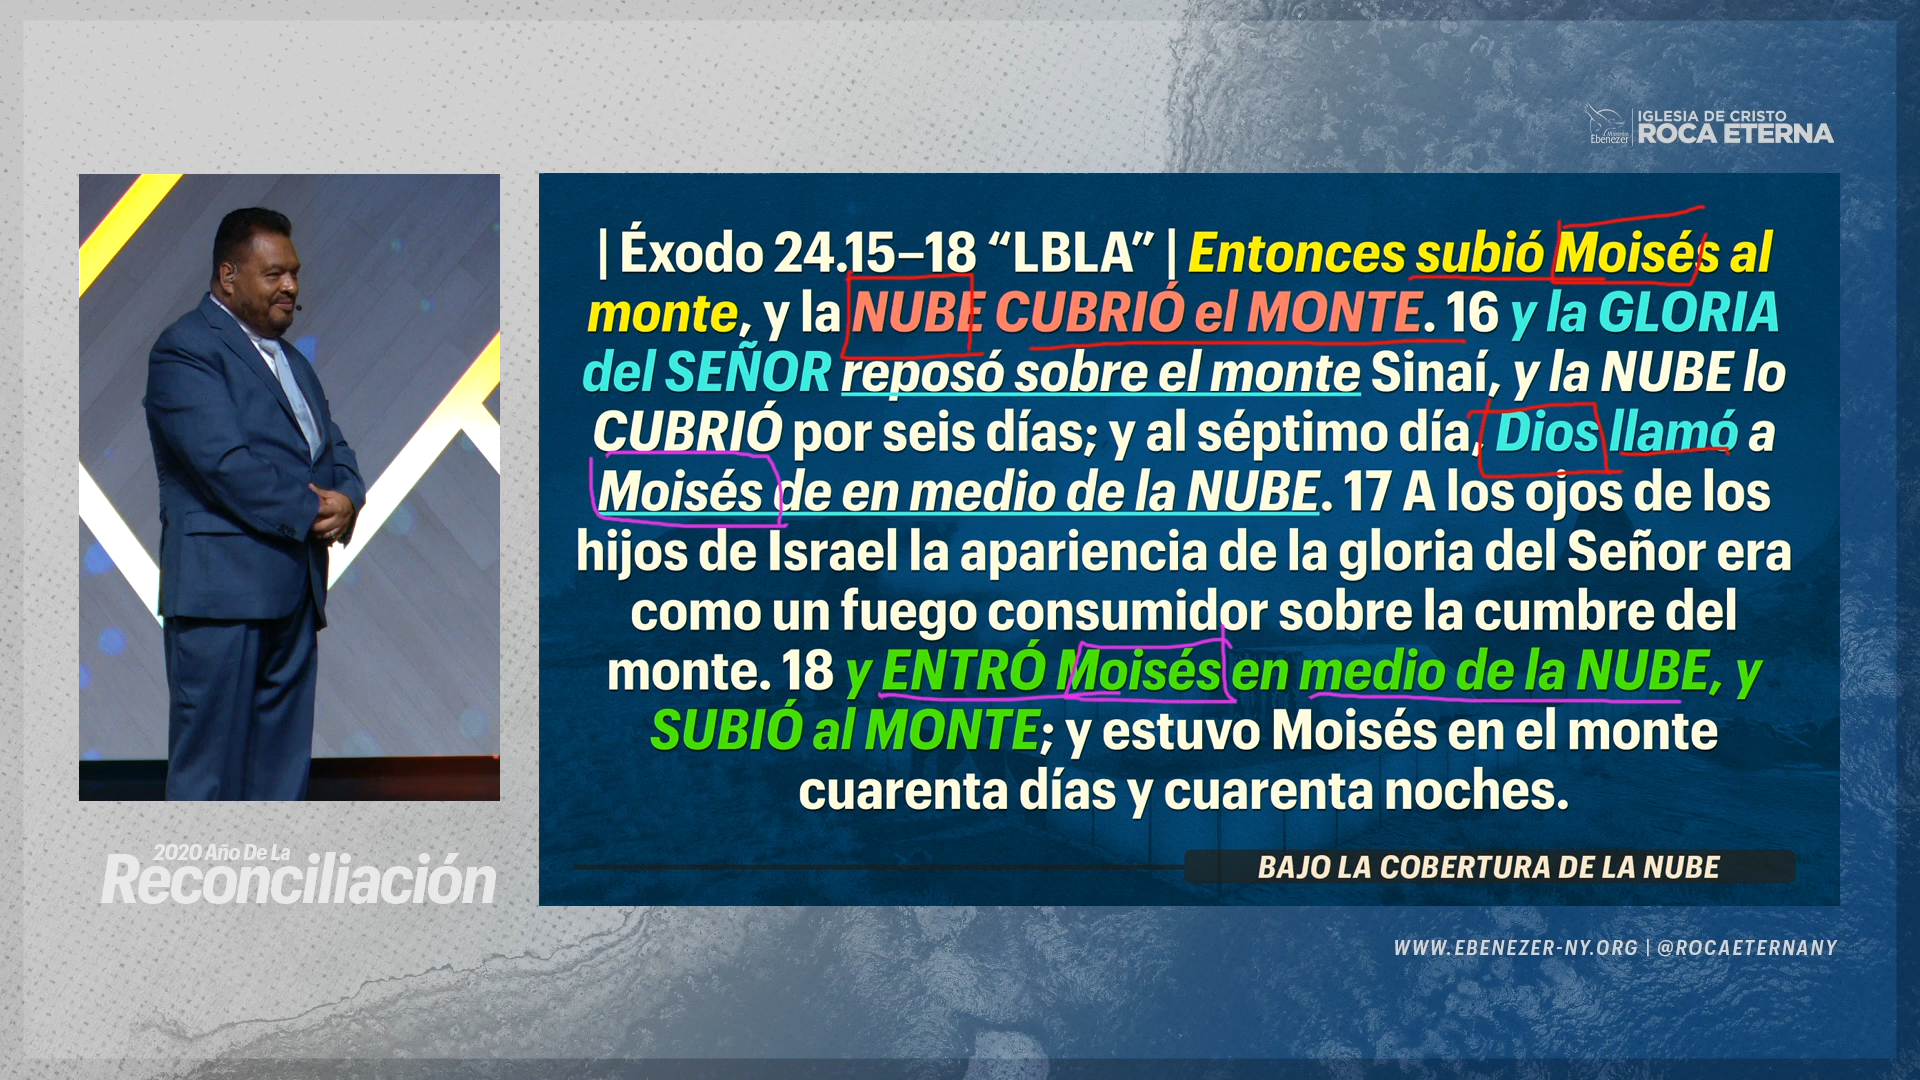 Ministerios
Ebenezer
IGLESIA DE CRISTO
ROCA ETERNA
| Éxodo 24.15–18 “LBLA” | Entonces subió Moisés al
monte, y la NUBE CUBRIÓ el MONTE. 16 y la GLORIA
del SEÑOR reposó sobre el monte Sinaí, y la NUBE lo
CUBRIÓ por seis días; y al séptimo día, Dios llamó a
Moisés de en medio de la NUBE. 17 A los ojos de los
hijos de Israel la apariencia de la gloria del Señor era
como un fuego consumidor sobre la cumbre del
monte. 18 y ENTRÓ Moisés en medio de la NUBE, y
SUBIÓ al MONTE; y estuvo Moisés en el monte
cuarenta días y cuarenta noches.
BAJO LA COBERTURA DE LA NUBE
2020 Año De La
Reconciliación
WWW.EBENEZER-NY.ORG | @ROCAETERNANY